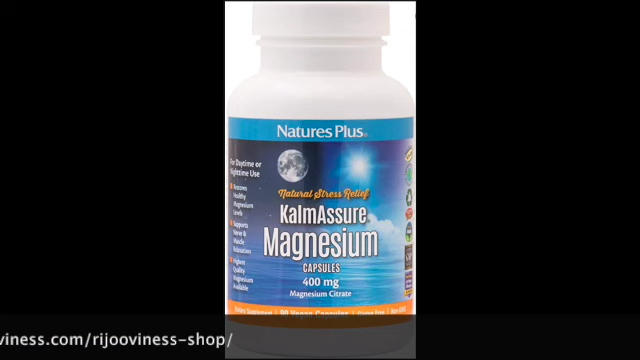 NaturesPlus®
For Daytime or
Nighttime Use
Restores
Healthy
Magnesium
Levels
Supports
Nerve &
Muscle
Relaxation
Highest
Quality
Magnesium
Available
Natural Stress Relief
KalmAssure®
Magnesium
CAPSULES
400 mg
Magnesium Citrate
Dietary Supplement
90 Vegan Capsules
Gluten Free
viness.com/rijooviness-shop/